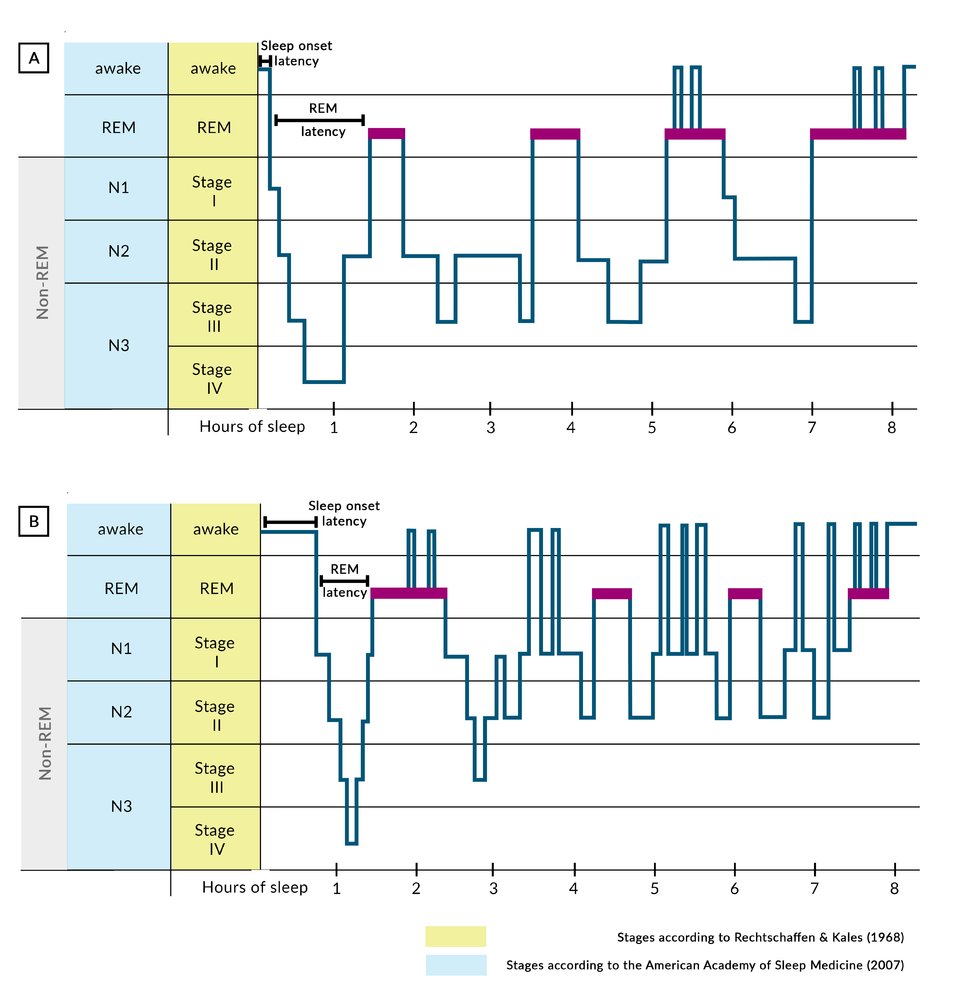 A
Sleep onset
latency
awake
awake
REM
latency
REM
REM
N1
Stage
I
N2
Stage
II
Non-REM
Stage
III
N3
Stage
IV
Hours of sleep 1 2 3 4 5 6 7 8
B
Sleep onset
latency
awake
awake
REM
latency
REM
REM
N1
Stage
I
N2
Stage
II
Non-REM
Stage
III
N3
Stage
IV
Hours of sleep 1 2 3 4 5 6 7 8
Stages according to Rechtschaffen & Kales (1968)
Stages according to the American Academy of Sleep Medicine (2007)